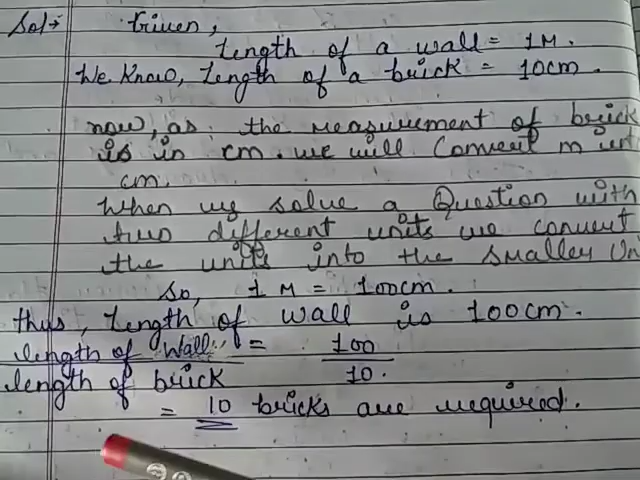 Sol→ Given,
Length of a wall = 1M.
We Know, Length of a brick = 10cm.
now, as, the measurement of brick
is in cm. we will Convert m int
cm.
When we solve a Question with
two different units we convert
the units into the smaller Un
So, 1 M = 100cm.
thus, Length of wall is 100cm.
length of Wall = 100
length of brick 10.
= 10 bricks are required.